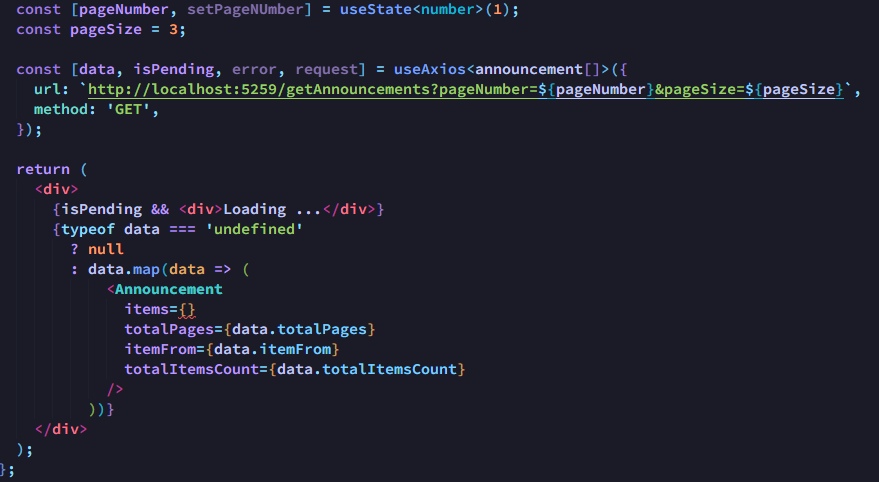 const [pageNumber, setPageNUmber] = useState<number>(1);
const pageSize = 3;
const [data, isPending, error, request] = useAxios<announcement[]>({
url: `http://localhost:5259/getAnnouncements?pageNumber=${pageNumber}&pageSize=${pageSize}`,
method: 'GET',
});
return (
<div>
{isPending && <div>Loading ...</div>}
{typeof data === 'undefined'
? null
: data.map(data => (
<Announcement
items={}
totalPages={data.totalPages}
itemFrom={data.itemFrom}
totalItemsCount={data.totalItemsCount}
/>
))}
</div>
);
};